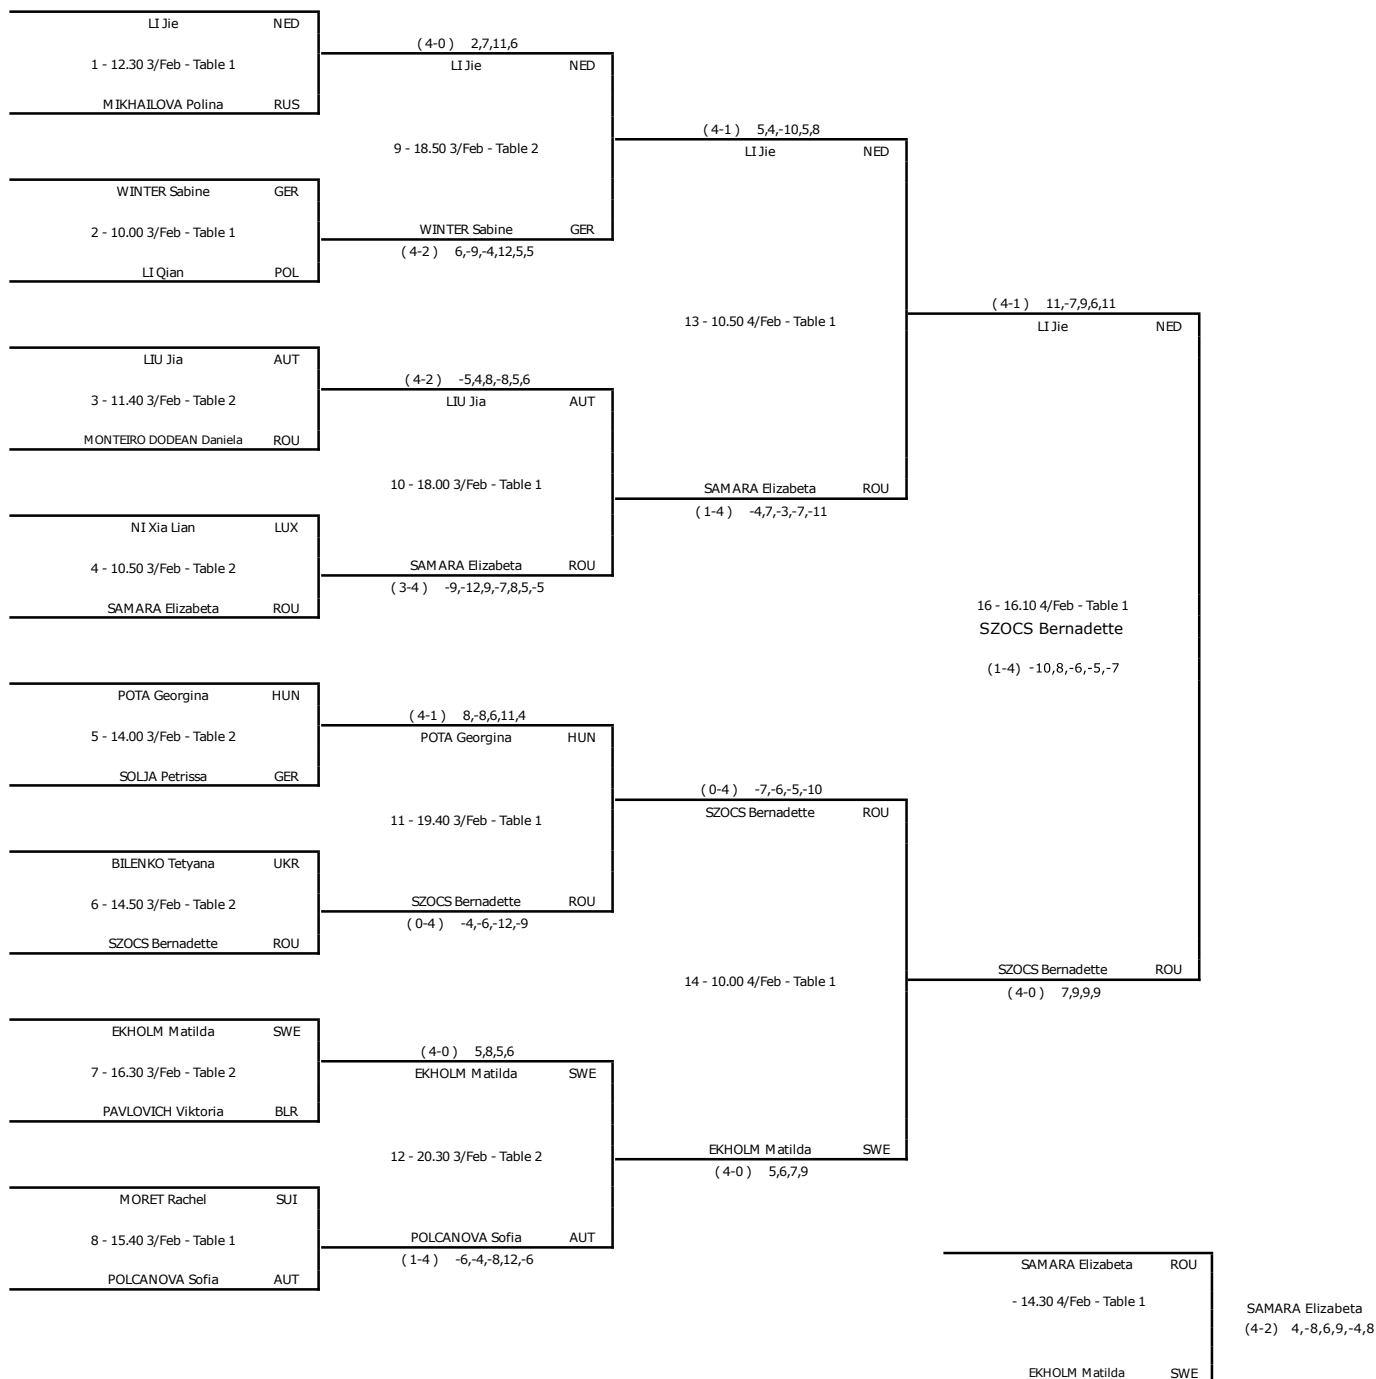 LI Jie NED
1 - 12.30 3/Feb - Table 1
MIKHAILOVA Polina RUS
WINTER Sabine GER
2 - 10.00 3/Feb - Table 1
LI Qian POL
LIU Jia AUT
3 - 11.40 3/Feb - Table 2
MONTEIRO DODEAN Daniela ROU
NI Xia Lian LUX
4 - 10.50 3/Feb - Table 2
SAMARA Elizabeta ROU
POTA Georgina HUN
5 - 14.00 3/Feb - Table 2
SOLJA Petrissa GER
BILENKO Tetyana UKR
6 - 14.50 3/Feb - Table 2
SZOCS Bernadette ROU
EKHOLM Matilda SWE
7 - 16.30 3/Feb - Table 2
PAVLOVICH Viktoria BLR
MORET Rachel SUI
8 - 15.40 3/Feb - Table 1
POLCANOVA Sofia AUT
( 4-0 ) 2,7,11,6
LI Jie NED
9 - 18.50 3/Feb - Table 2
WINTER Sabine GER
( 4-2 ) 6,-9,-4,12,5,5
( 4-2 ) -5,4,8,-8,5,6
LIU Jia AUT
10 - 18.00 3/Feb - Table 1
SAMARA Elizabeta ROU
( 3-4 ) -9,-12,9,-7,8,5,-5
( 4-1 ) 8,-8,6,11,4
POTA Georgina HUN
11 - 19.40 3/Feb - Table 1
SZOCS Bernadette ROU
( 0-4 ) -4,-6,-12,-9
( 4-0 ) 5,8,5,6
EKHOLM Matilda SWE
12 - 20.30 3/Feb - Table 2
POLCANOVA Sofia AUT
( 1-4 ) -6,-4,-8,12,-6
( 4-1 ) 5,4,-10,5,8
LI Jie NED
13 - 10.50 4/Feb - Table 1
SAMARA Elizabeta ROU
( 1-4 ) -4,7,-3,-7,-11
( 0-4 ) -7,-6,-5,-10
SZOCS Bernadette ROU
14 - 10.00 4/Feb - Table 1
EKHOLM Matilda SWE
( 4-0 ) 5,6,7,9
( 4-1 ) 11,-7,9,6,11
LI Jie NED
16 - 16.10 4/Feb - Table 1
SZOCS Bernadette
(1-4) -10,8,-6,-5,-7
SZOCS Bernadette ROU
( 4-0 ) 7,9,9,9
SAMARA Elizabeta ROU
- 14.30 4/Feb - Table 1
EKHOLM Matilda SWE
SAMARA Elizabeta
(4-2) 4,-8,6,9,-4,8